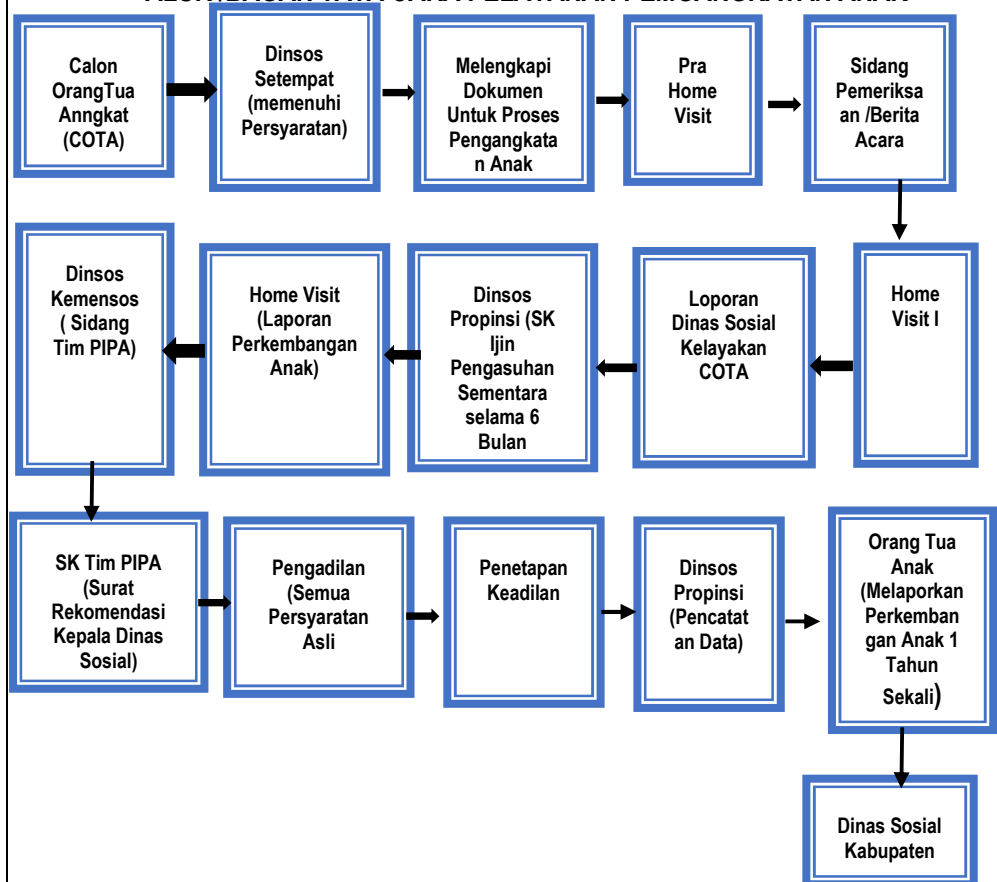 Calon
OrangTua
Anngkat
(COTA)
Dinsos
Setempat
(memenuhi
Persyaratan)
Melengkapi
Dokumen
Untuk Proses
Pengangkata
n Anak
Pra
Home
Visit
Sidang
Pemeriksa
an /Berita
Acara
Home
Visit I
Loporan
Dinas Sosial
Kelayakan
COTA
Dinsos
Propinsi (SK
Ijin
Pengasuhan
Sementara
selama 6
Bulan
Home Visit
(Laporan
Perkembangan
Anak)
Dinsos
Kemensos
( Sidang
Tim PIPA)
SK Tim PIPA
(Surat
Rekomendasi
Kepala Dinas
Sosial)
Pengadilan
(Semua
Persyaratan
Asli
Penetapan
Keadilan
Dinsos
Propinsi
(Pencatat
an Data)
Orang Tua
Anak
(Melaporkan
Perkemban
gan Anak 1
Tahun
Sekali)
Dinas Sosial
Kabupaten